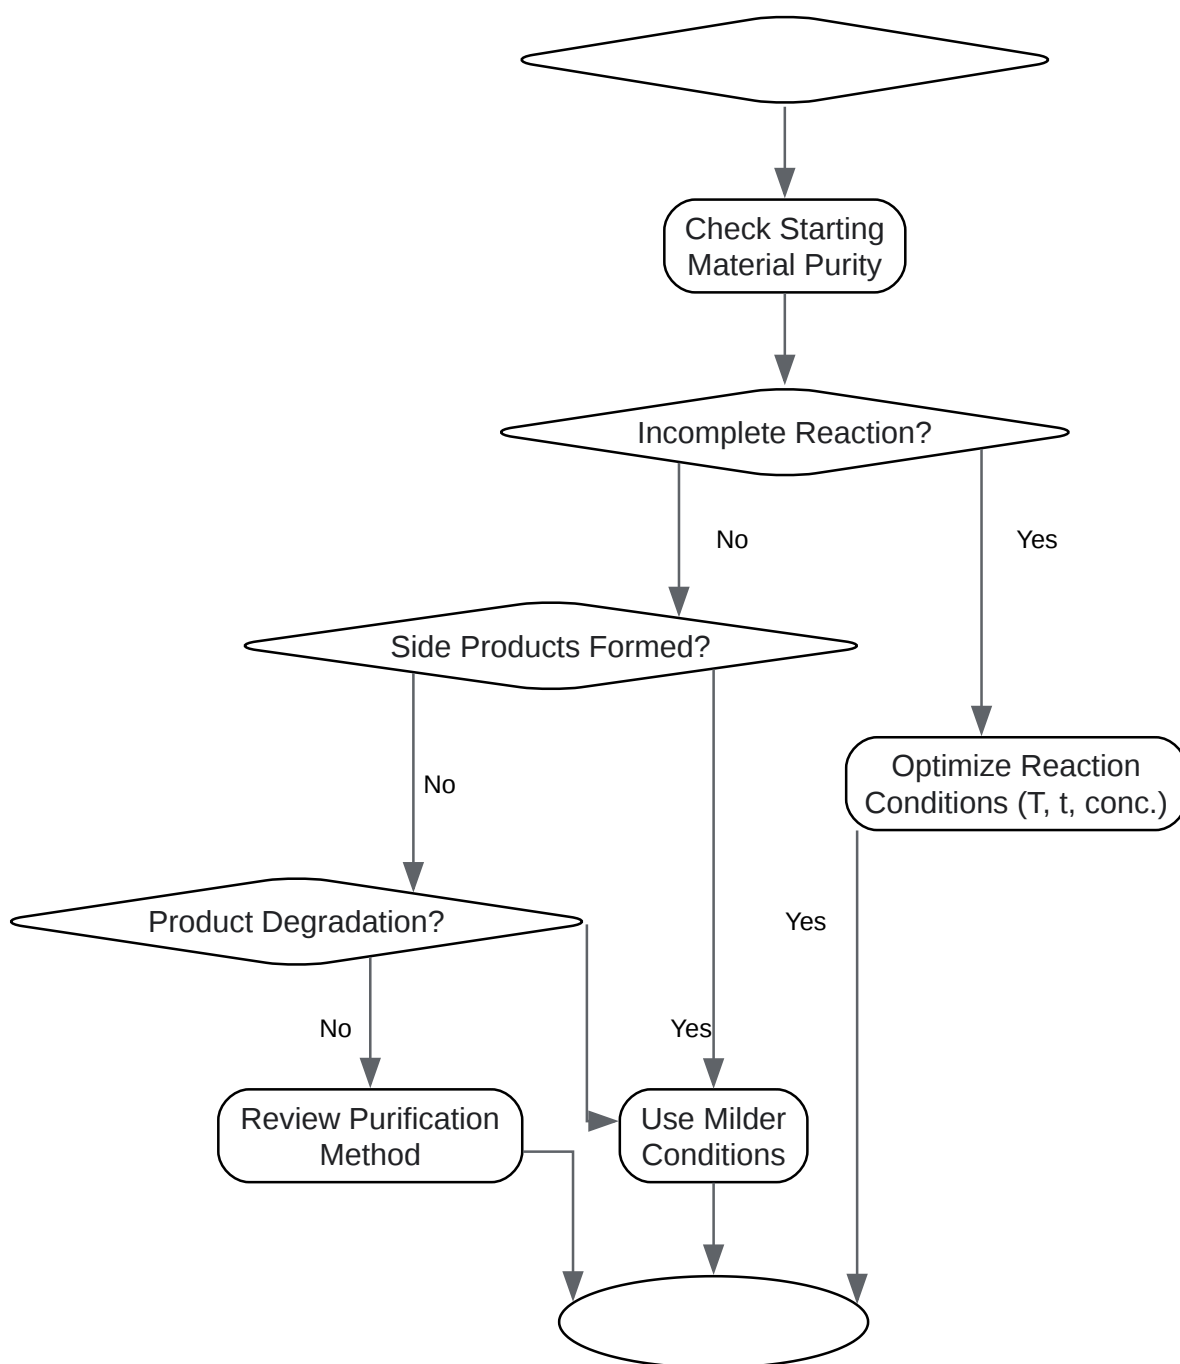 Check Starting
Material Purity
Incomplete Reaction?
No
Yes
Side Products Formed?
No
Optimize Reaction
Conditions (T, t, conc.)
Product Degradation?
Yes
No
Yes
Review Purification
Method
Use Milder
Conditions